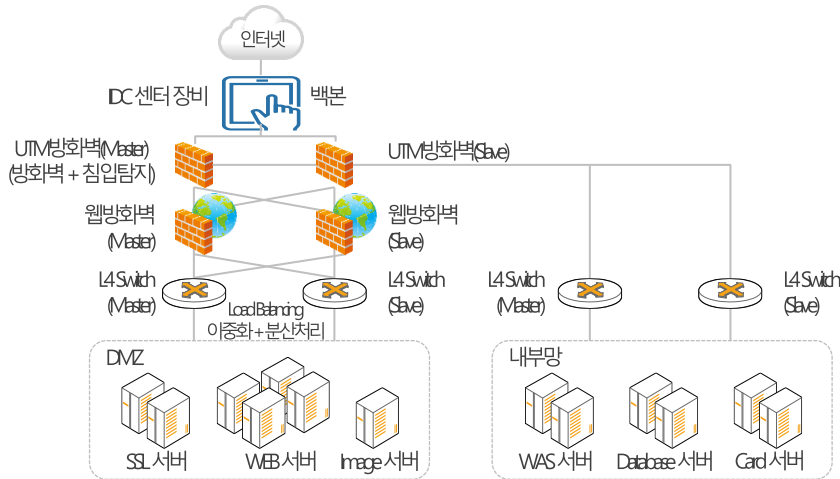 인터넷
IDC 센터 장비
백본
UTM방화벽(Master)
(방화벽 + 침입탐지)
UTM방화벽(Slave)
웹방화벽
(Master)
웹방화벽
(Slave)
L4 Switch
(Master)
L4 Switch
(Slave)
L4 Switch
(Master)
L4 Switch
(Slave)
Load Balancing
이중화 + 분산처리
DMZ
내부망
SSL 서버
WEB 서버
Image 서버
WAS 서버
Database 서버
Card 서버